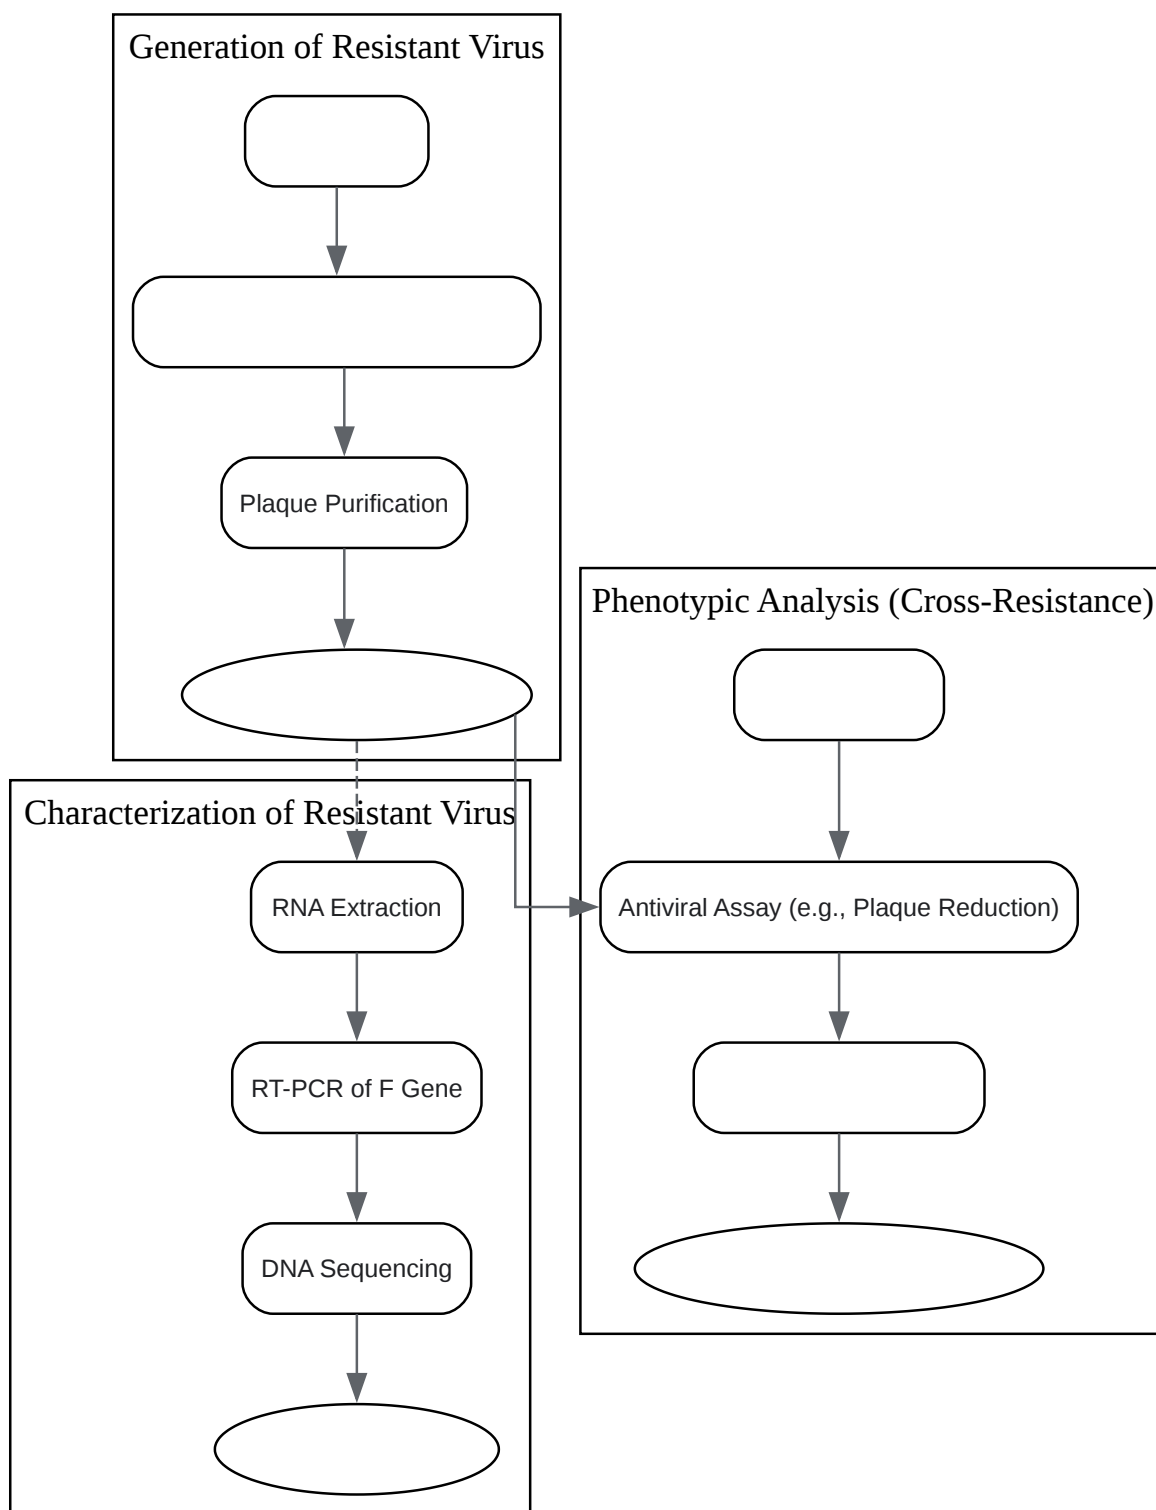 Generation of Resistant Virus
Plaque Purification
Phenotypic Analysis (Cross-Resistance)
Characterization of Resistant Virus
RNA Extraction
Antiviral Assay (e.g., Plaque Reduction)
RT-PCR of F Gene
DNA Sequencing